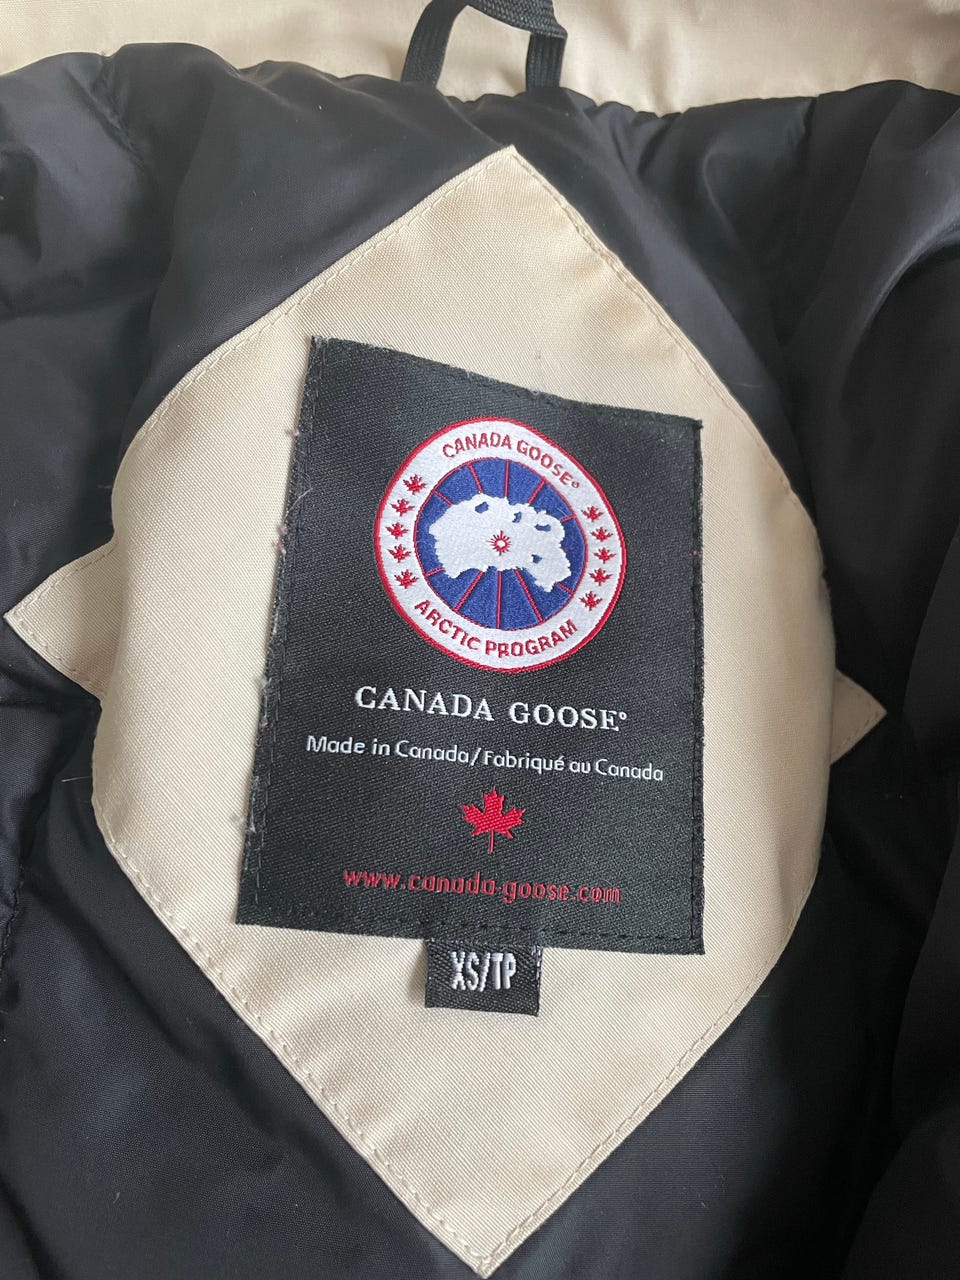 CANADA GOOSE®
ARCTIC PROGRAM
CANADA GOOSE®
Made in Canada/Fabriqué au Canada
www.canada-goose.com
XS/TP